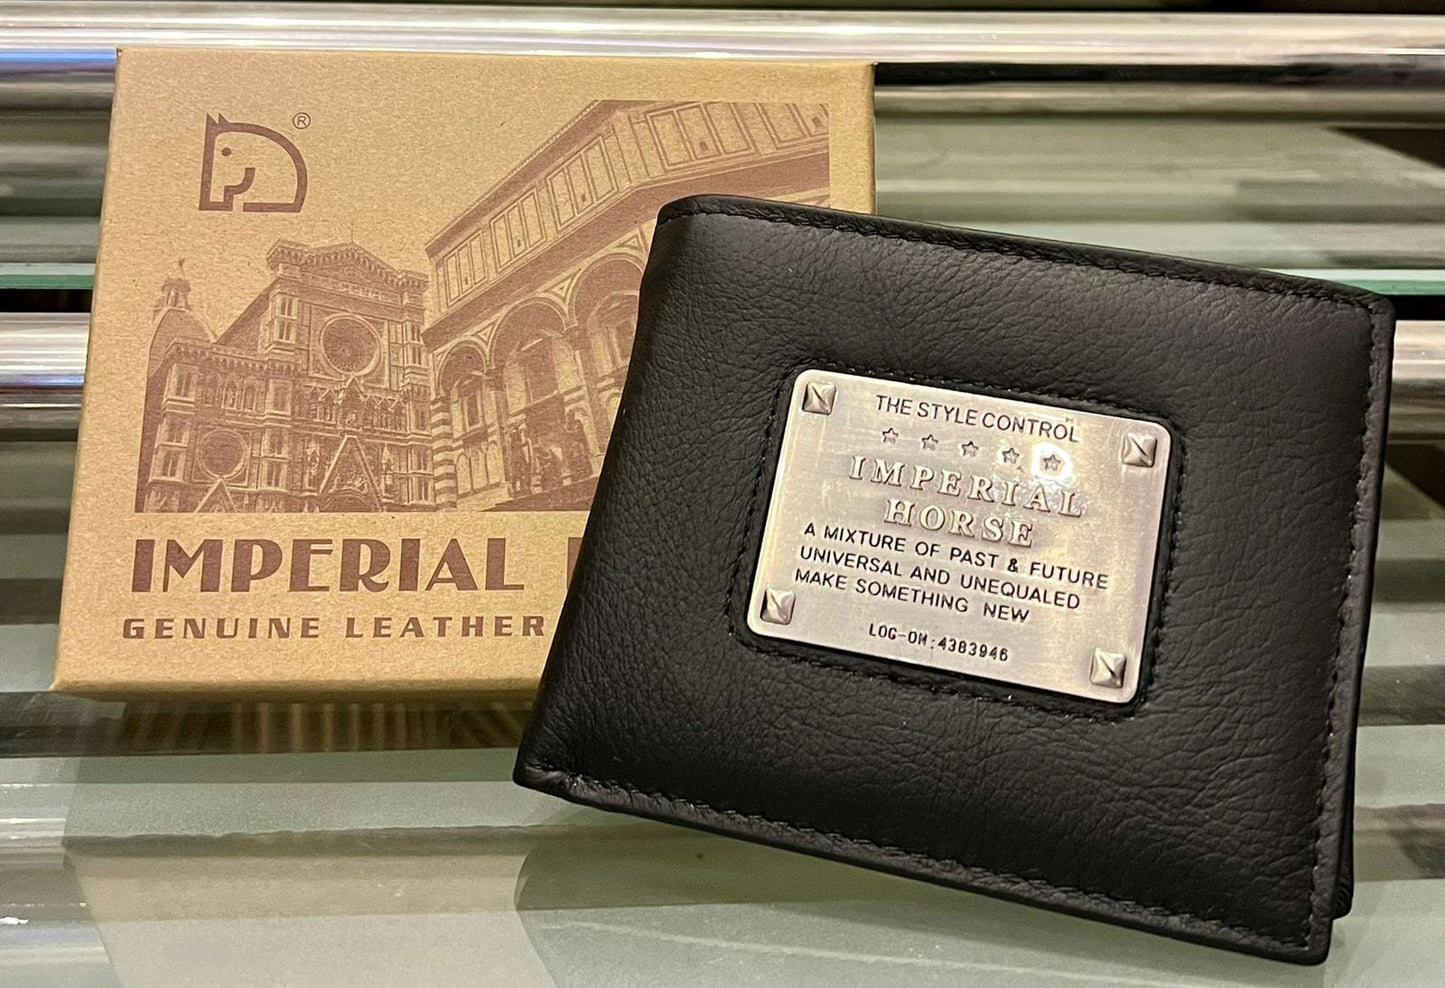 ®
IMPERIAL
GENUINE LEATHER
THE STYLE CONTROL
IMPERIAL
HORSE
A MIXTURE OF PAST & FUTURE
UNIVERSAL AND UNEQUALED
MAKE SOMETHING NEW
LOG-ON:4383946